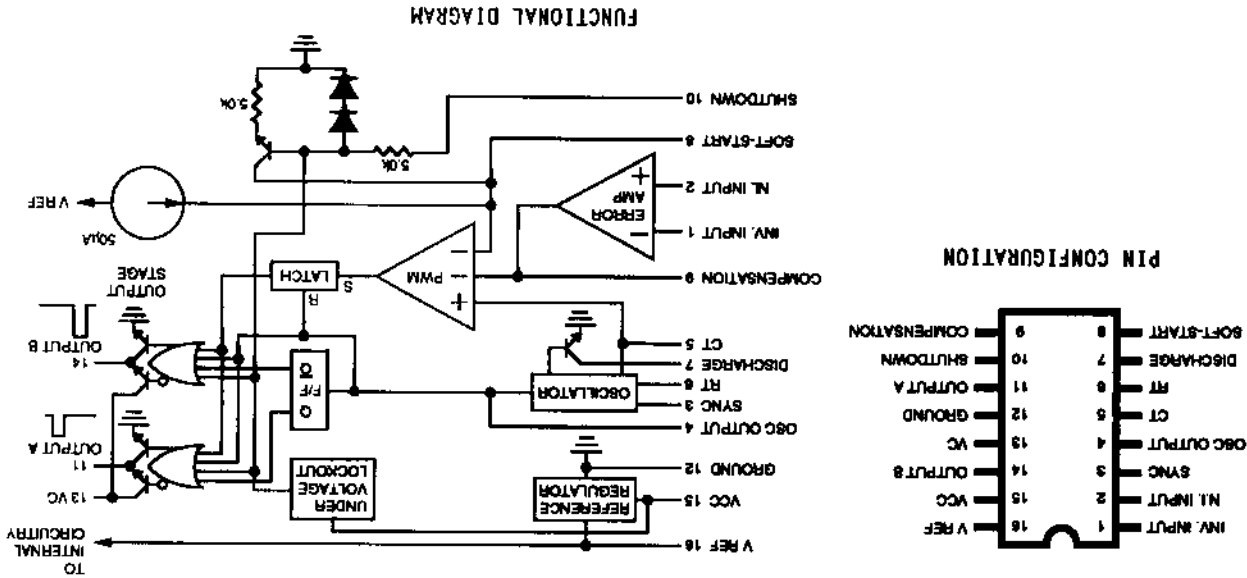 INV. INPUT 1 16 V REF
N.I. INPUT 2 15 VCC
SYNC 3 14 OUTPUT B
OSC OUTPUT 4 13 VC
CT 5 12 GROUND
RT 6 11 OUTPUT A
DISCHARGE 7 10 SHUTDOWN
SOFT-START 8 9 COMPENSATION
PIN CONFIGURATION
V REF 16
TO
INTERNAL
CIRCUITRY
VCC 15
REFERENCE
REGULATOR
UNDER
VOLTAGE
LOCKOUT
GROUND 12
13 VC
OSC OUTPUT 4
11
OUTPUT A
SYNC 3
RT 6
OSCILLATOR
DISCHARGE 7
CT 5
F/F
Q
Q
14
OUTPUT B
OUTPUT
STAGE
COMPENSATION 9
+
−
−
PWM
S
R
LATCH
INV. INPUT 1
N.I. INPUT 2
−
+
ERROR
AMP
50µA
V REF
SOFT-START 8
SHUTDOWN 10
5.0k
5.0k
FUNCTIONAL DIAGRAM